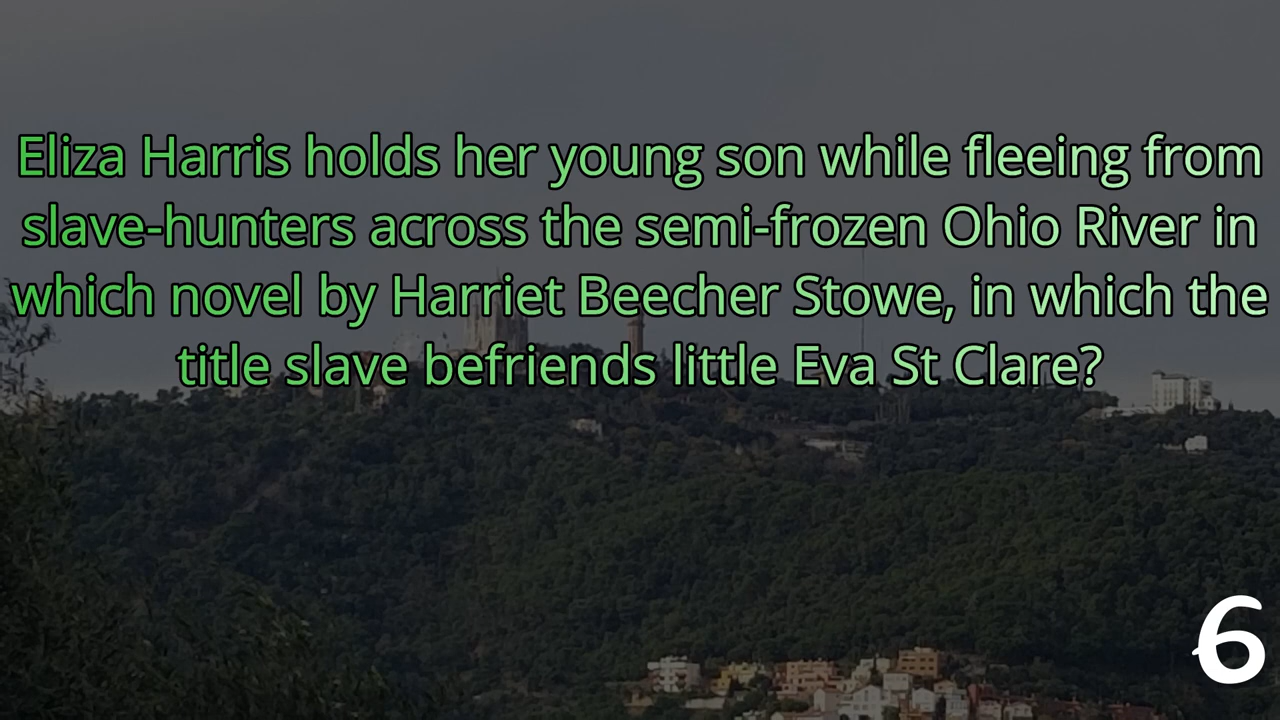 Eliza Harris holds her young son while fleeing from
slave-hunters across the semi-frozen Ohio River in
which novel by Harriet Beecher Stowe, in which the
title slave befriends little Eva St Clare?
6